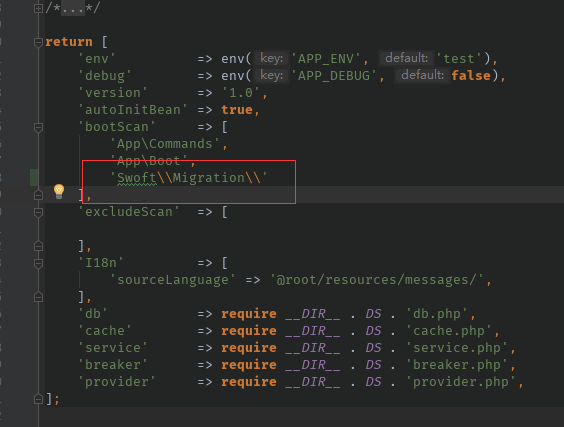 /*...*/
return [
'env' => env( key: 'APP_ENV', default: 'test'),
'debug' => env( key: 'APP_DEBUG', default: false),
'version' => '1.0',
'autoInitBean' => true,
'bootScan' => [
'App\Commands',
'App\Boot',
'Swoft\\Migration\\'
],
'excludeScan' => [
],
'I18n' => [
'sourceLanguage' => '@root/resources/messages/',
],
'db' => require __DIR__ . DS . 'db.php',
'cache' => require __DIR__ . DS . 'cache.php',
'service' => require __DIR__ . DS . 'service.php',
'breaker' => require __DIR__ . DS . 'breaker.php',
'provider' => require __DIR__ . DS . 'provider.php',
];